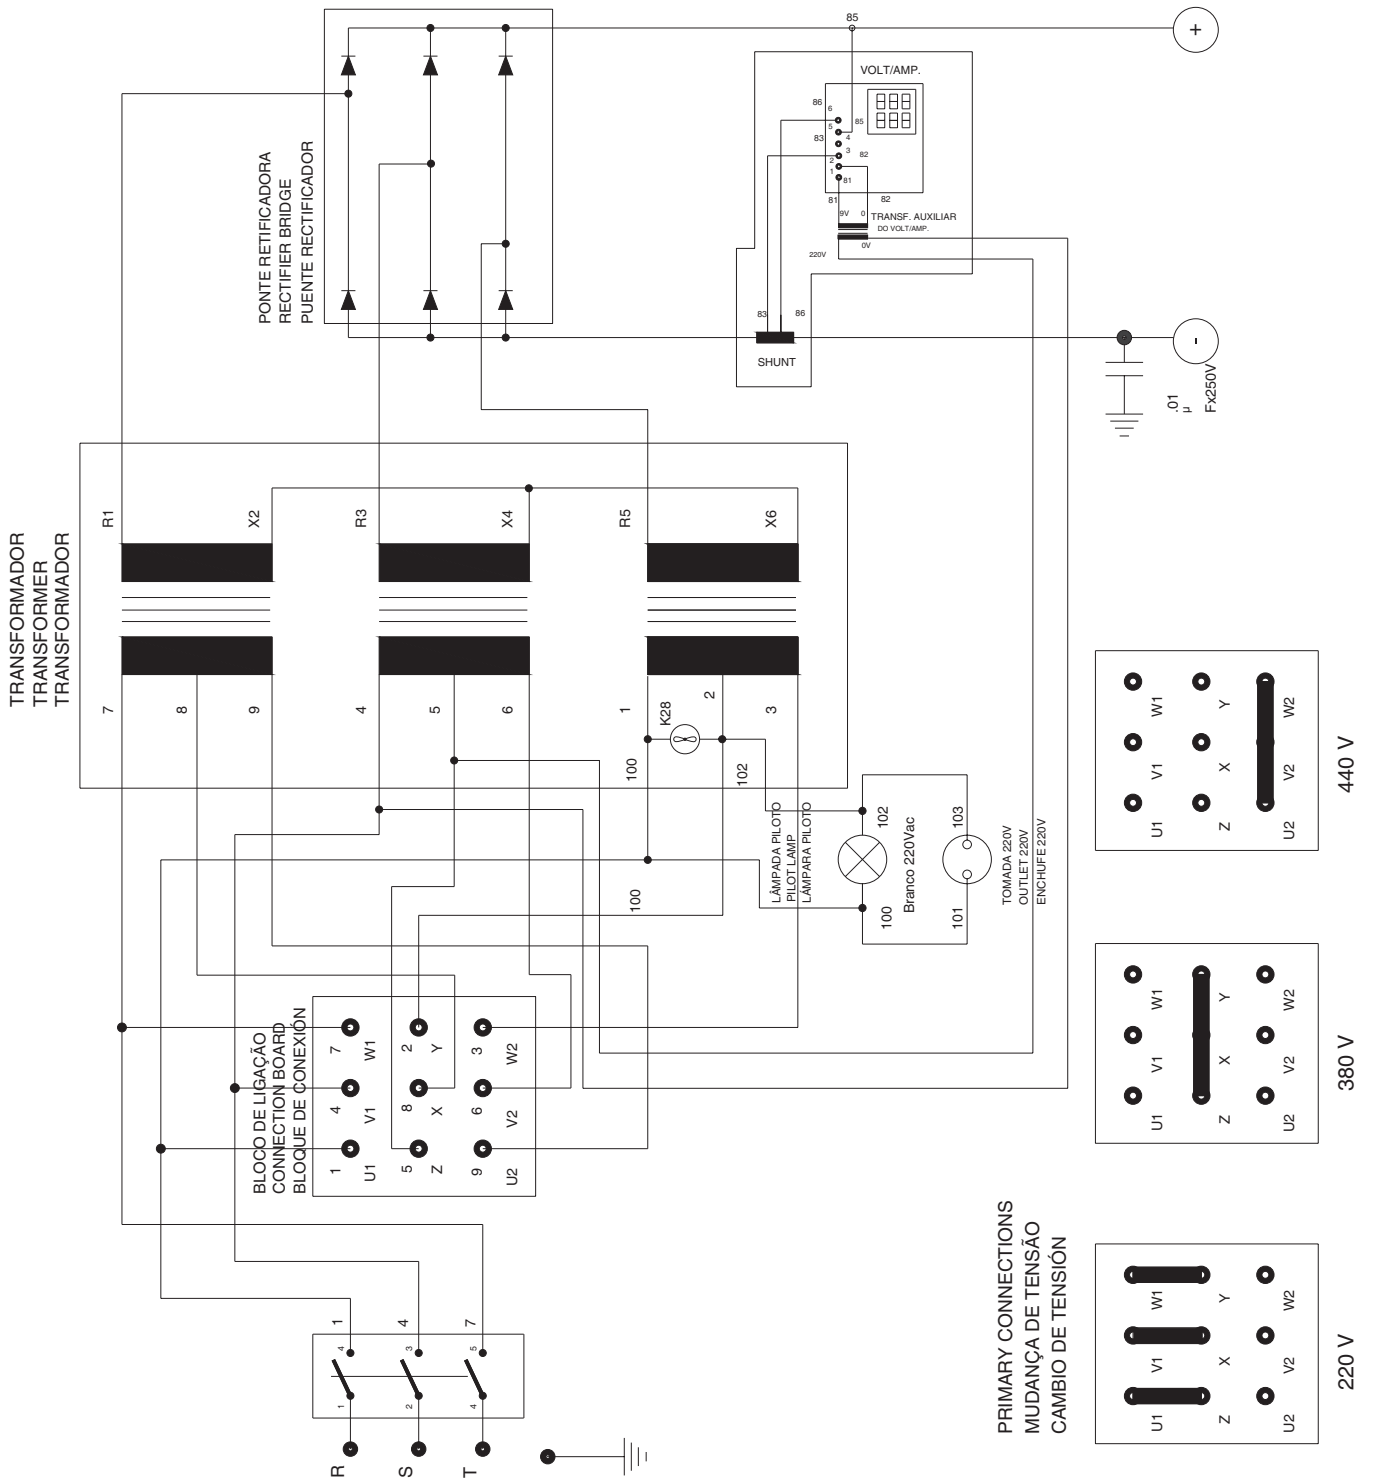 TRANSFORMADOR
TRANSFORMER
TRANSFORMADOR
PONTE RETIFICADORA
RECTIFIER BRIDGE
PUENTE RECTIFICADOR
85
+
VOLT/AMP.
86
6
5
85
4
83
3
82
2
1
81
81
82
9V
0
TRANSF. AUXILIAR
DO VOLT/AMP.
0V
220V
83
86
SHUNT
-
.01
µ
Fx250V
R1
X2
R3
X4
R5
X6
7
8
9
4
5
6
1
2
3
K28
100
102
LÂMPADA PILOTO
PILOT LAMP
LÁMPARA PILOTO
102
103
Branco 220Vac
100
101
TOMADA 220V
OUTLET 220V
ENCHUFE 220V
100
BLOCO DE LIGAÇÃO
CONNECTION BOARD
BLOQUE DE CONEXIÓN
7
W1
2
Y
3
W2
4
V1
8
X
6
V2
1
U1
5
Z
9
U2
1
4
7
4
3
5
1
2
4
R
S
T
PRIMARY CONNECTIONS
MUDANÇA DE TENSÃO
CAMBIO DE TENSIÓN
U1
V1
W1
Z
X
Y
U2
V2
W2
220 V
U1
V1
W1
Z
X
Y
U2
V2
W2
380 V
U1
V1
W1
Z
X
Y
U2
V2
W2
440 V